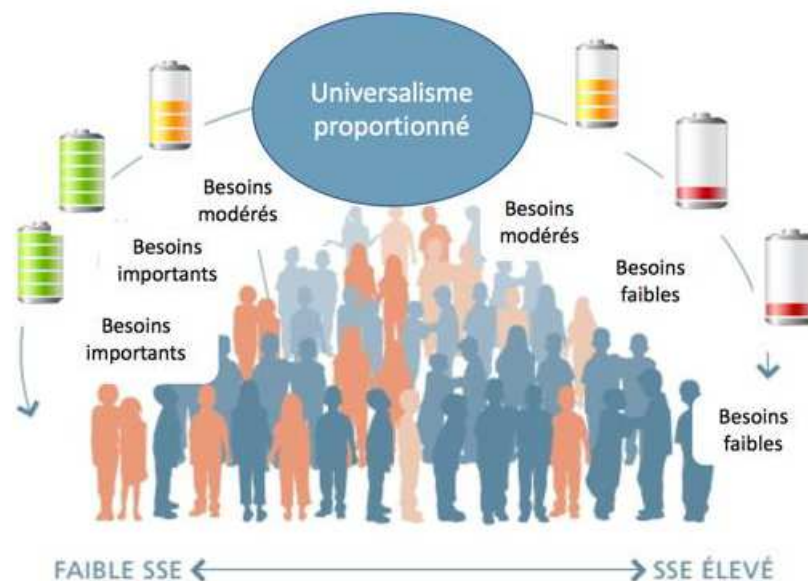 Universalisme
proportionné
Besoins
modérés
Besoins
modérés
Besoins
importants
Besoins
faibles
Besoins
importants
Besoins
faibles
FAIBLE SSE
SSE ÉLEVÉ